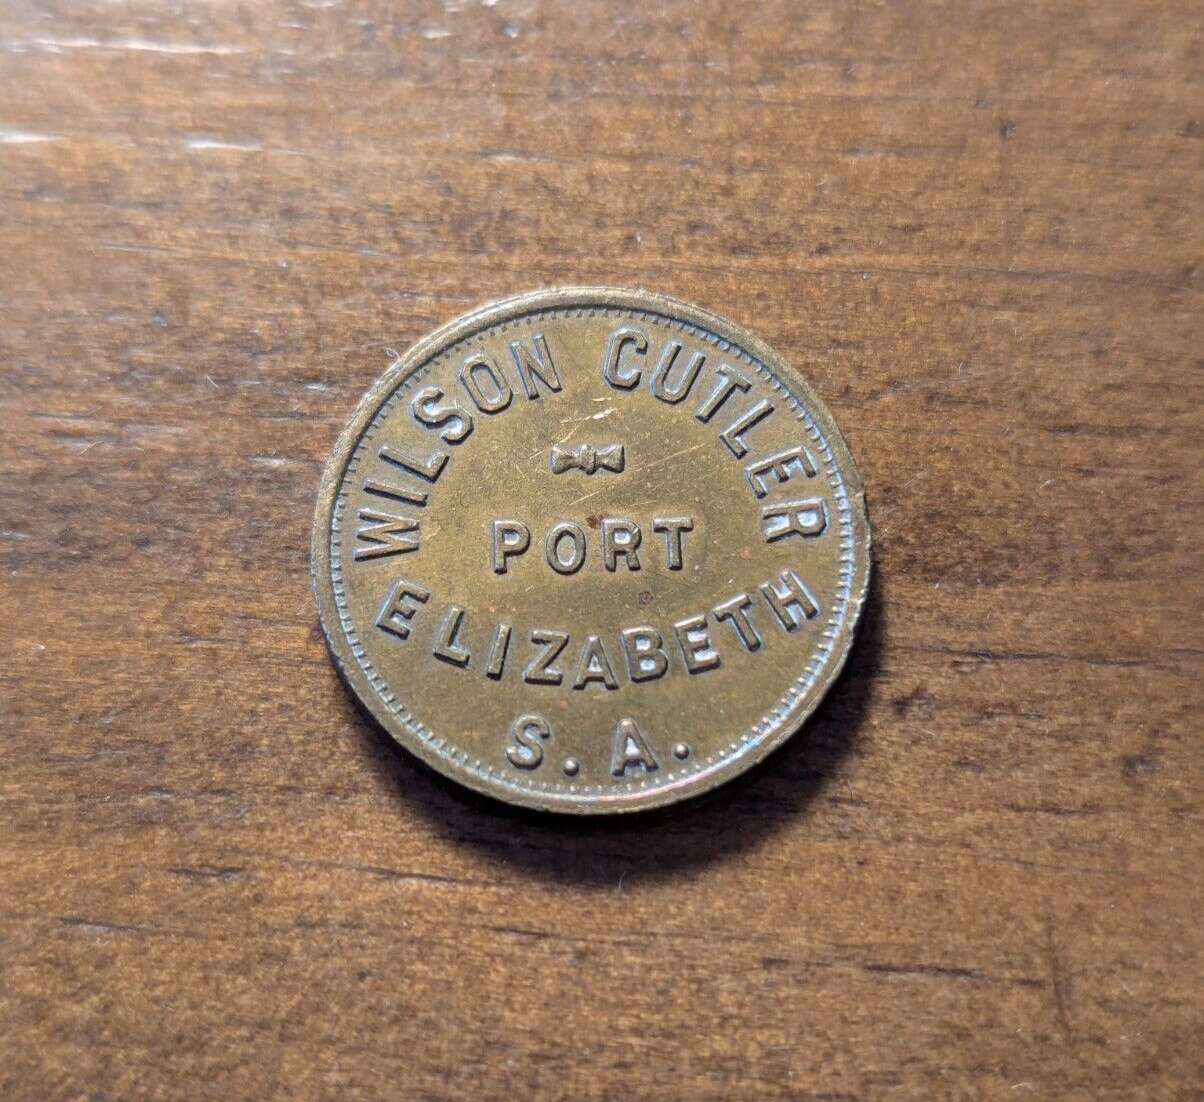 WILSON CUTLER
PORT
ELIZABETH
S. A.